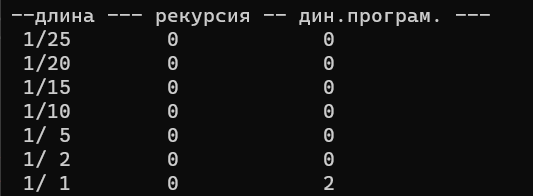 --длина --- рекурсия -- дин.програм. ---
1/25 0 0
1/20 0 0
1/15 0 0
1/10 0 0
1/ 5 0 0
1/ 2 0 0
1/ 1 0 2